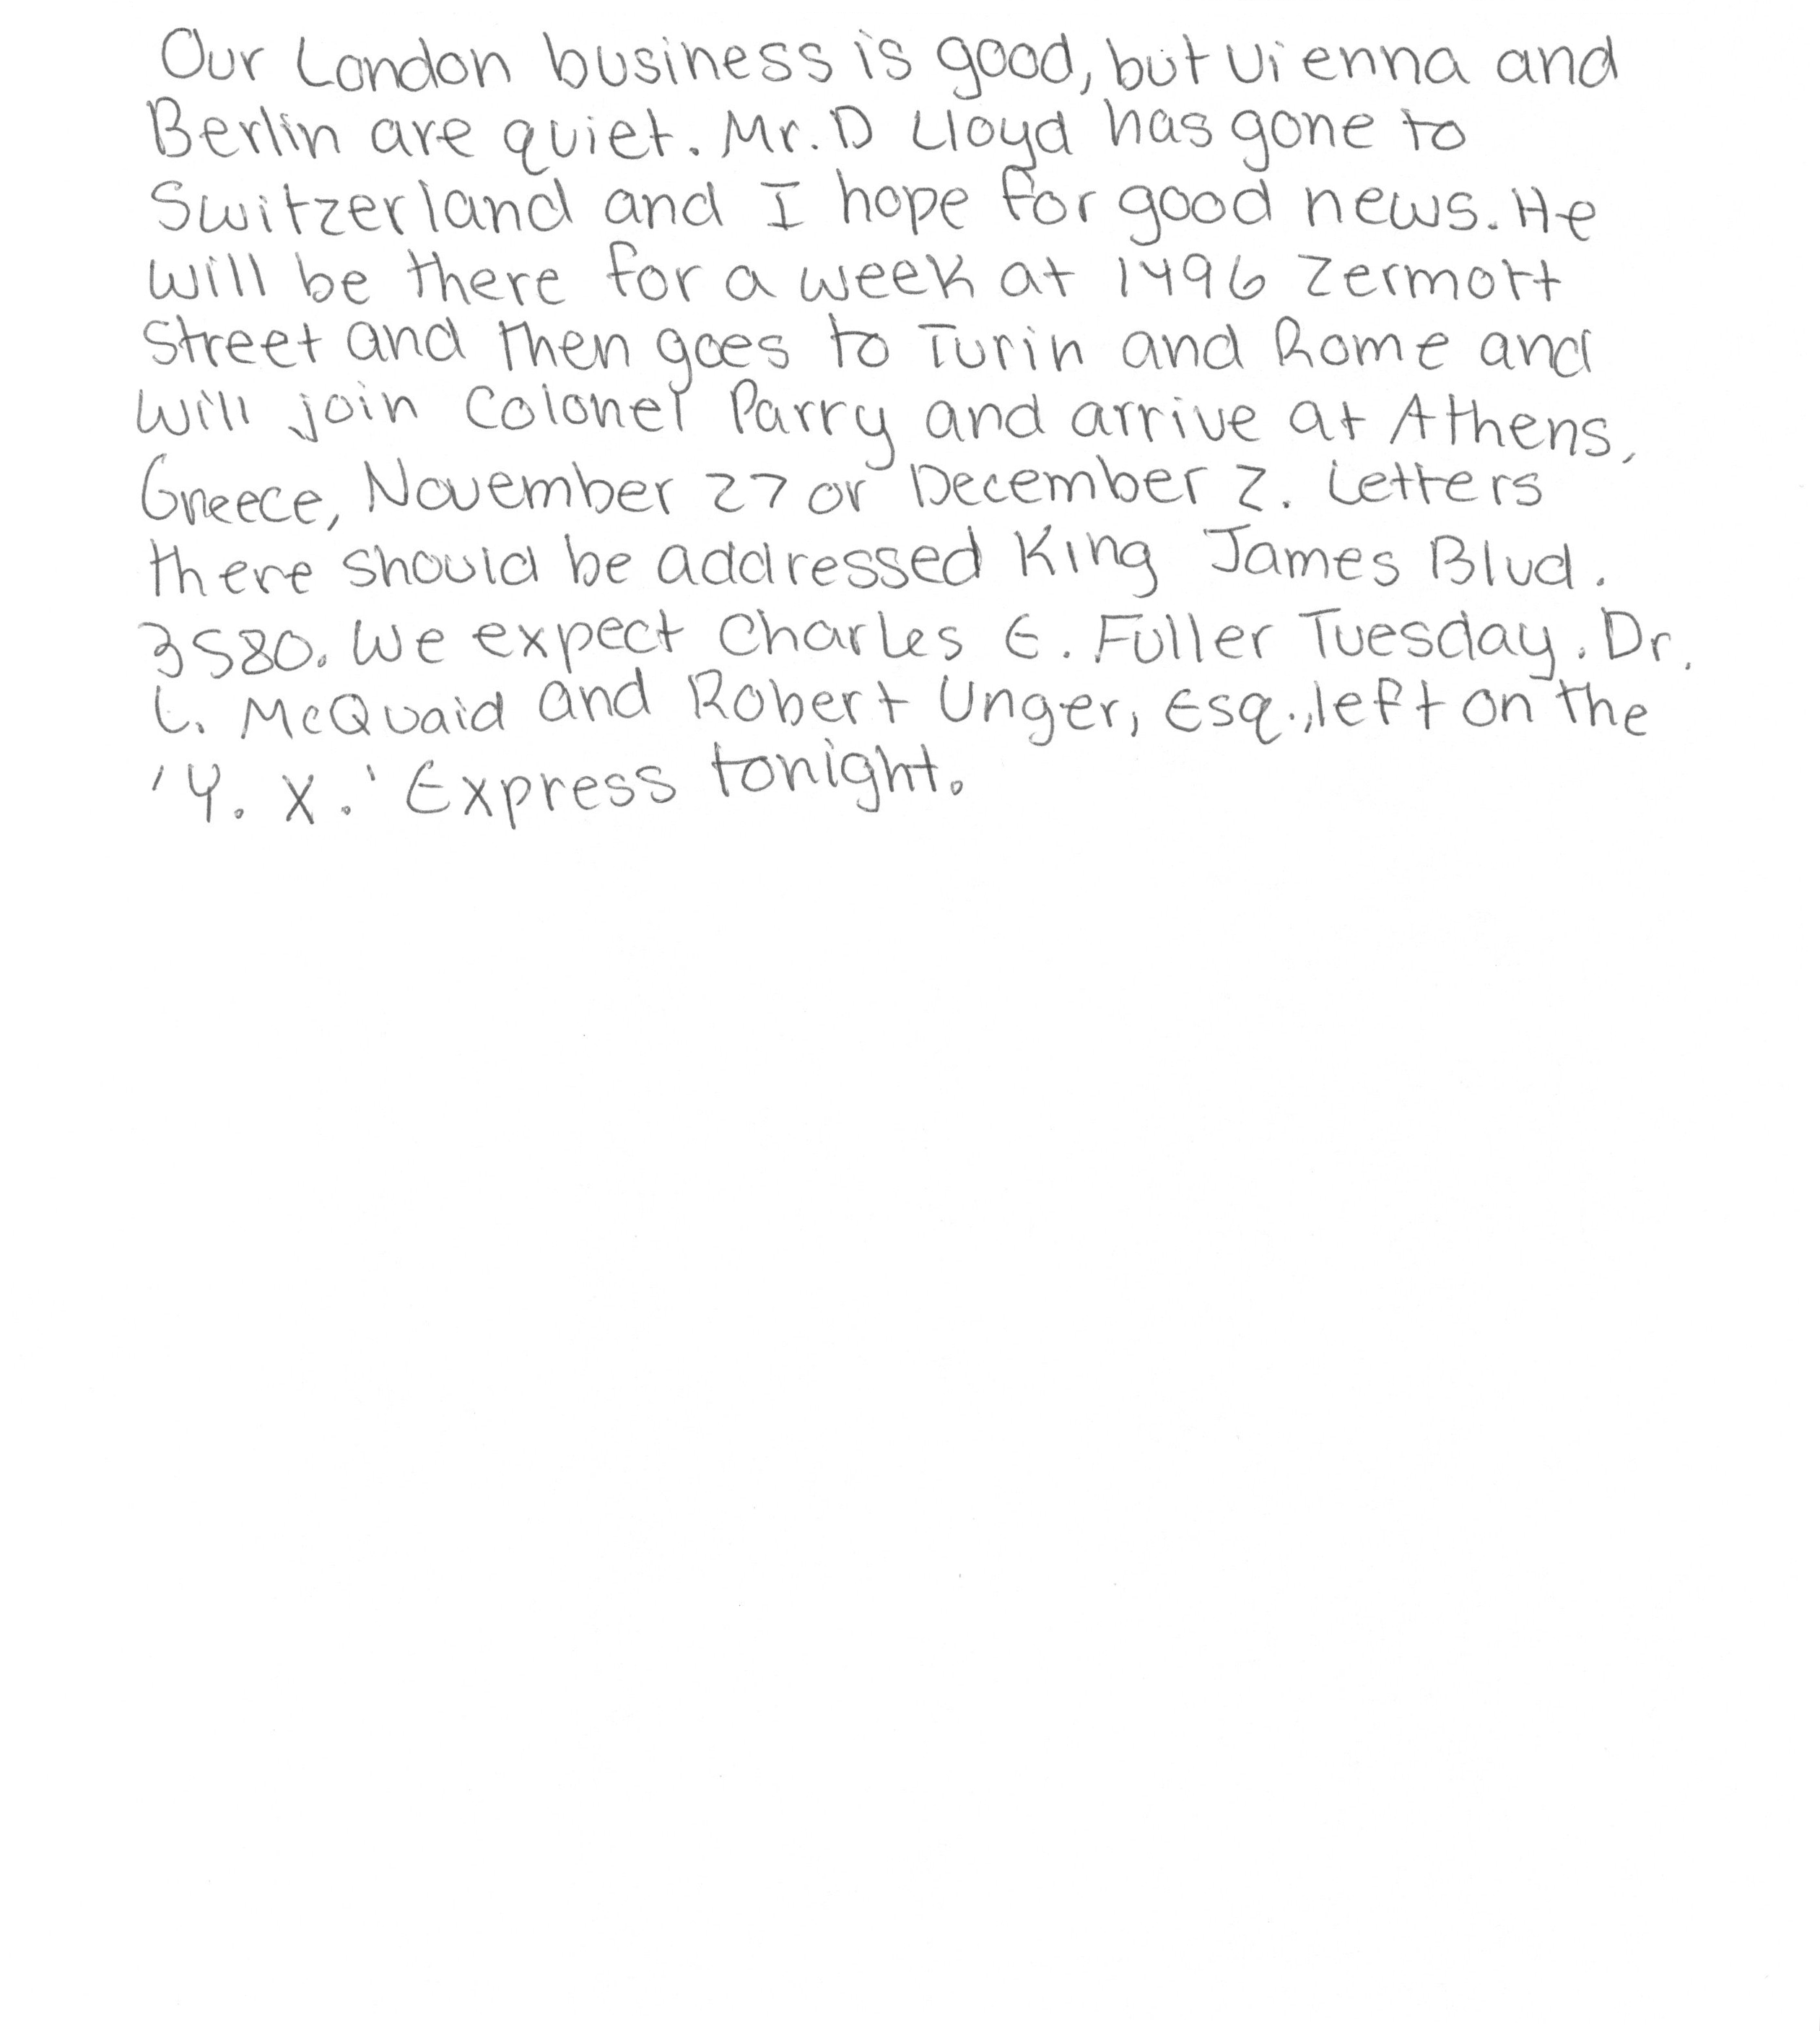 Our London business is good, but Vienna and
Berlin are quiet. Mr. D Lloyd has gone to
Switzerland and I hope for good news. He
will be there for a week at 1496 Zermott
Street and then goes to Turin and Rome and
will join Colonel Parry and arrive at Athens,
Greece, November 27 or December 2. Letters
there should be addressed King James Blvd.
3580. We expect Charles E. Fuller Tuesday. Dr.
L. McQuaid and Robert Unger, Esq., left on the
'Y. X.' Express tonight.